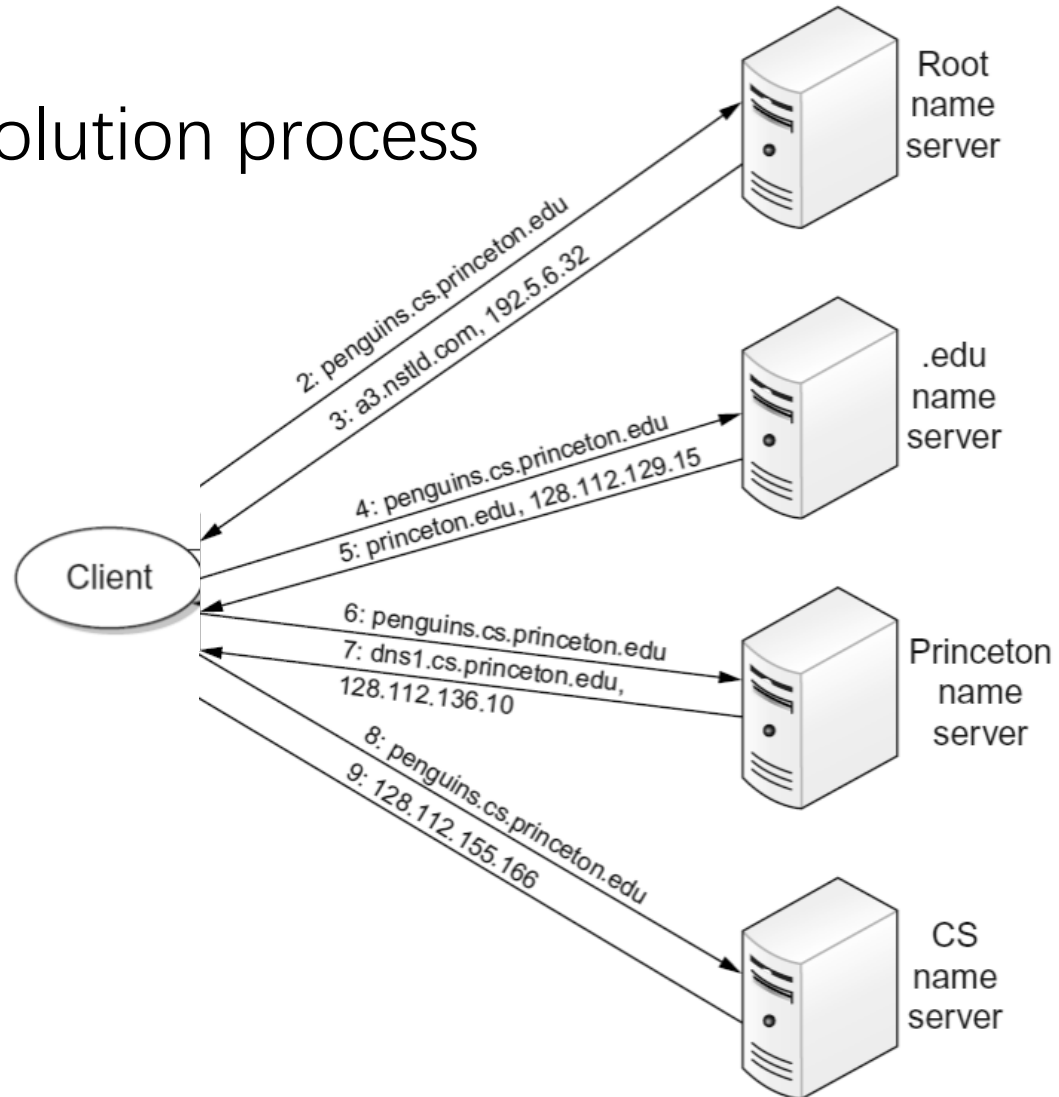 olution process
Root
name
server
2: penguins.cs.princeton.edu
3: a3.nstld.com, 192.5.6.32
.edu
name
server
4: penguins.cs.princeton.edu
5: princeton.edu, 128.112.129.15
Client
6: penguins.cs.princeton.edu
7: dns1.cs.princeton.edu,
128.112.136.10
Princeton
name
server
8: penguins.cs.princeton.edu
9: 128.112.155.166
CS
name
server